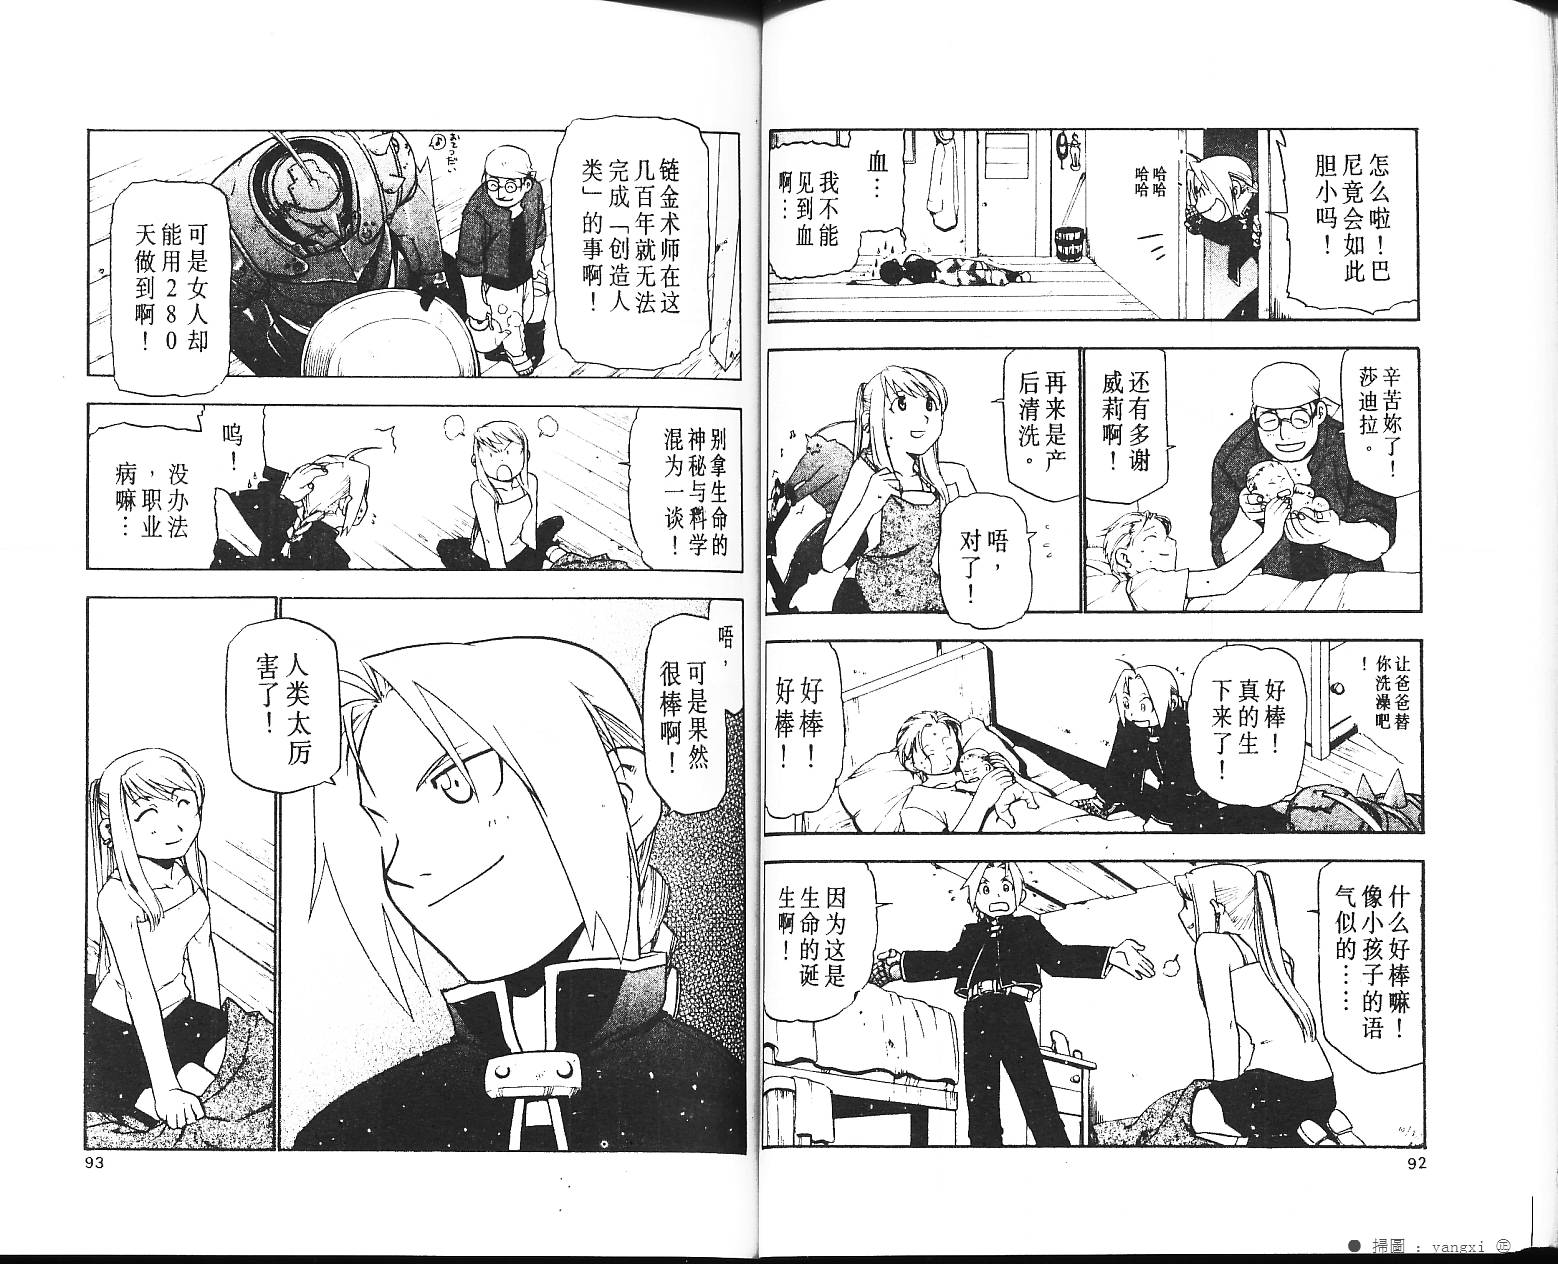 怎么啦！巴
尼竟会如此
胆小吗！
哈哈
哈哈
血…
我不能
见到血
啊…
辛苦妳了！
莎迪拉。
还有多谢
威莉啊！
再来是产
后清洗。
唔，
对了！
让爸爸替
你洗澡吧
！
好棒！
真的生
下来了！
好棒！
好棒！
什么好棒嘛！
像小孩子的语
气似的……
因为这是
生命的诞
生啊！
92
链金术师在这
几百年就无法
完成「创造人
类」的事啊！
おてつだい
可是女人却
能用280
天做到啊！
别拿生命的
神秘与科学
混为一谈！
呜！
没办法
，职业
病嘛…
唔，
可是果然
很棒啊！
人类太厉
害了！
93
● 掃圖 : yangxi ㊣